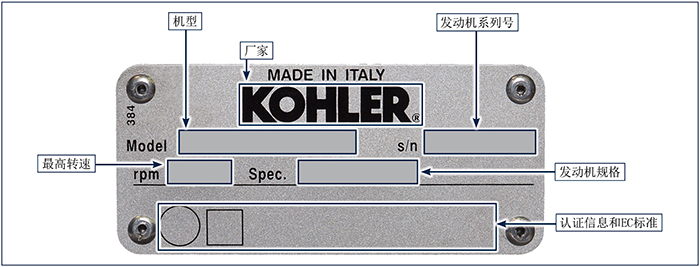 机型
发动机系列号
厂家
MADE IN ITALY
KOHLER®
384
Model
s/n
最高转速
rpm
Spec.
发动机规格
认证信息和EC标准